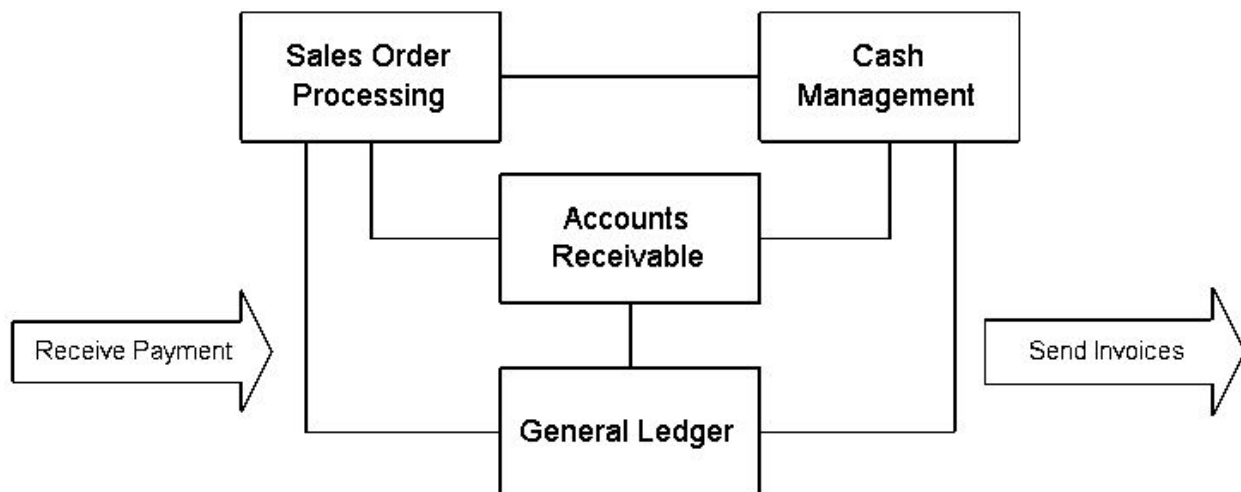 Sales Order
Processing
Cash
Management
Accounts
Receivable
Receive Payment
Send Invoices
General Ledger